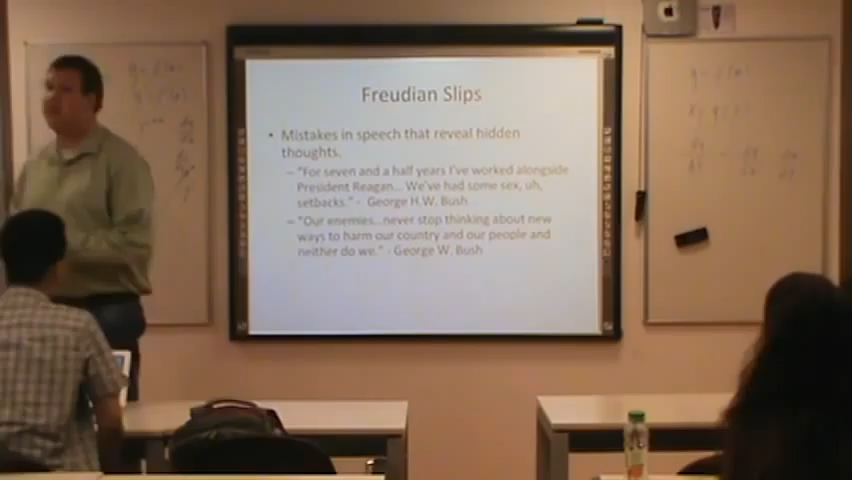 Freudian Slips
• Mistakes in speech that reveal hidden
thoughts.
– "For seven and a half years I've worked alongside
President Reagan... We've had some sex, uh,
setbacks." - George H.W. Bush
– "Our enemies...never stop thinking about new
ways to harm our country and our people and
neither do we." - George W. Bush